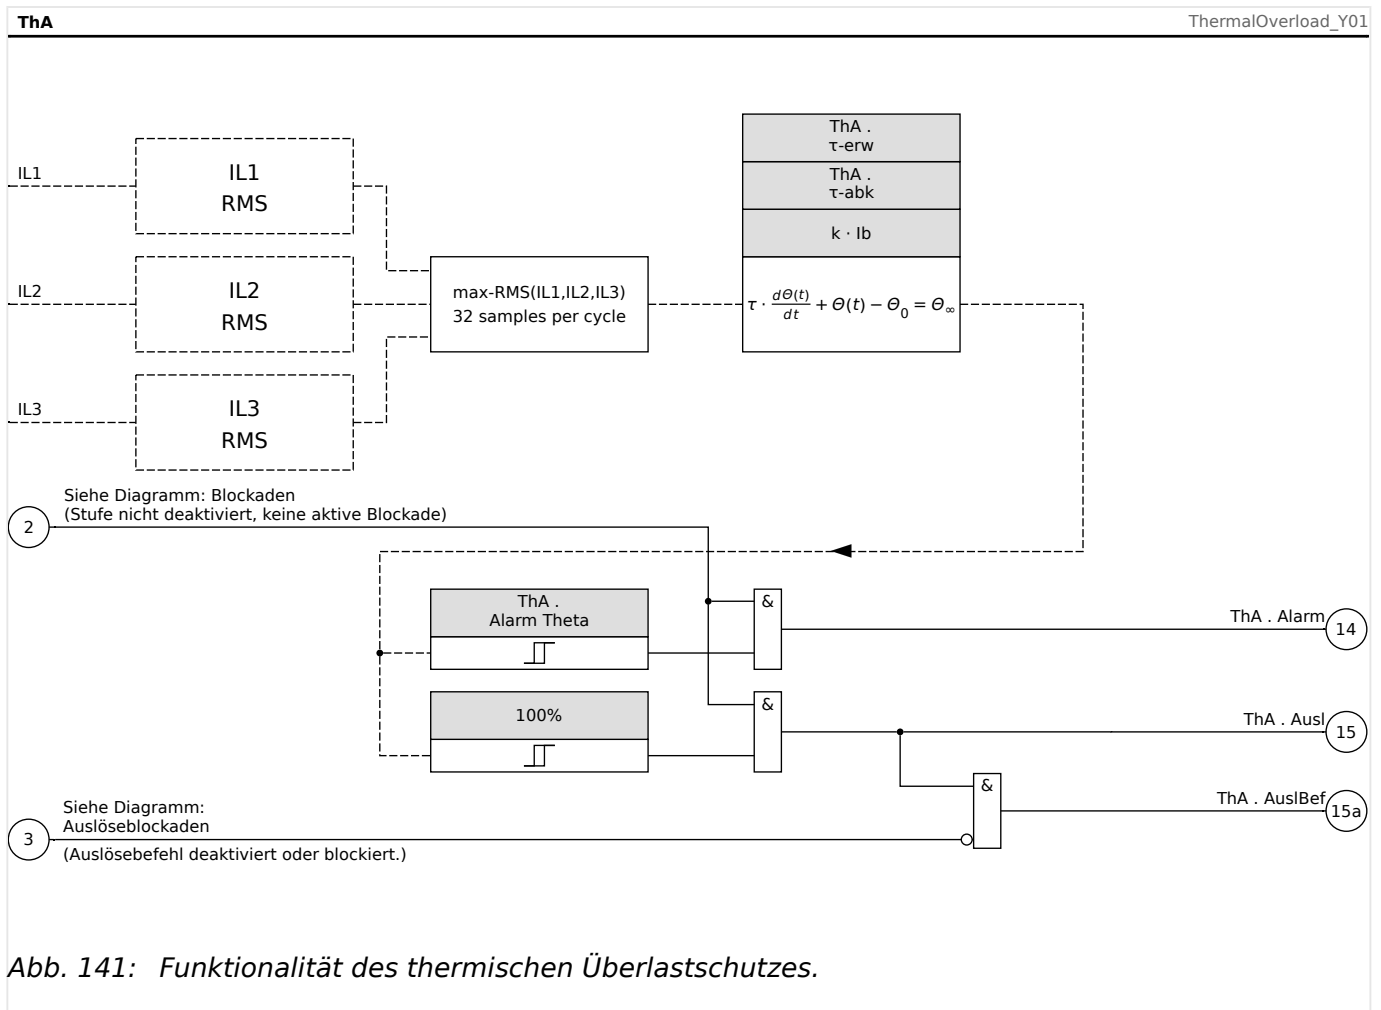 ThA
ThermalOverload_Y01
ThA .
τ-erw
ThA .
τ-abk
k · Ib
τ · dΘ(t)/dt + Θ(t) − Θ₀ = Θ∞
IL1
IL1
RMS
IL2
IL2
RMS
max-RMS(IL1,IL2,IL3)
32 samples per cycle
IL3
IL3
RMS
Siehe Diagramm: Blockaden
(Stufe nicht deaktiviert, keine aktive Blockade)
2
ThA .
Alarm Theta
&
ThA . Alarm
14
100%
&
ThA . Ausl
15
&
ThA . AuslBef
15a
Siehe Diagramm:
Auslöseblockaden
3
(Auslösebefehl deaktiviert oder blockiert.)
Abb. 141: Funktionalität des thermischen Überlastschutzes.